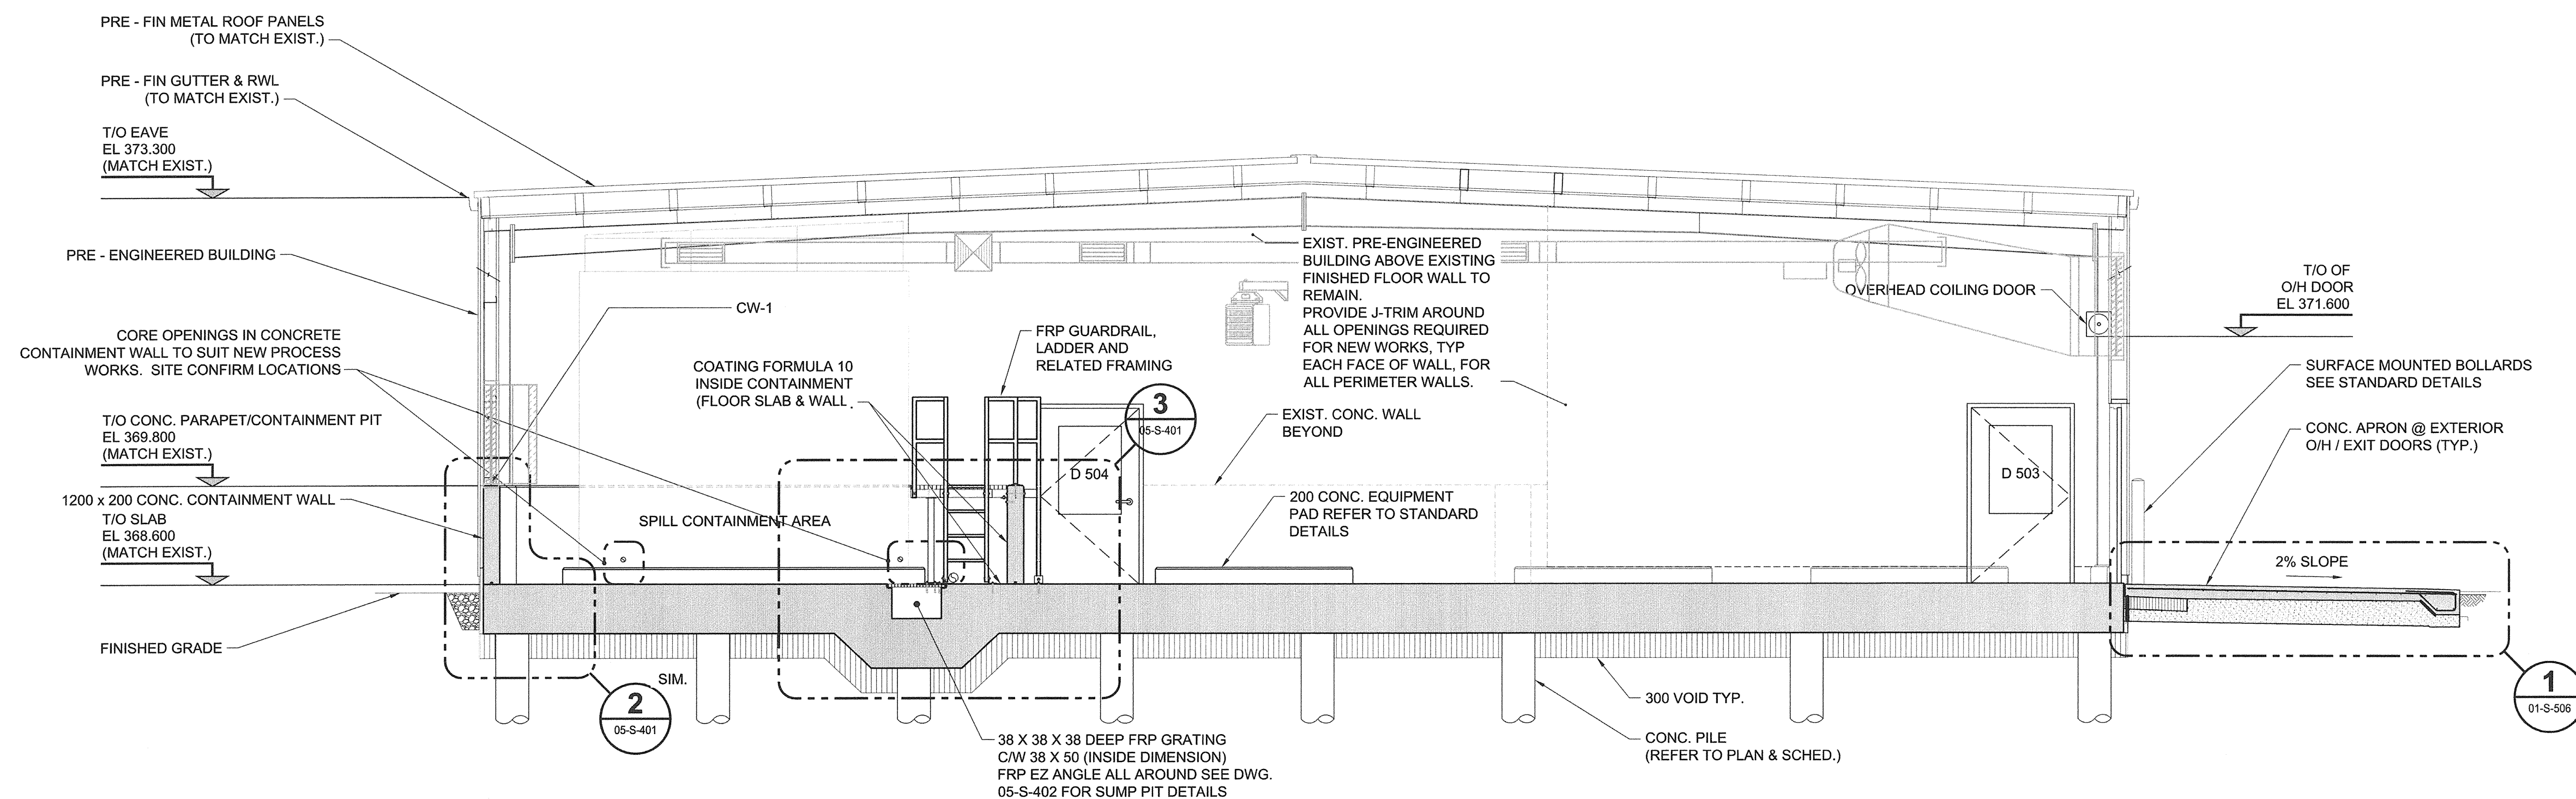 PRE - FIN METAL ROOF PANELS
(TO MATCH EXIST.)
PRE - FIN GUTTER & RWL
(TO MATCH EXIST.)
T/O EAVE
EL 373.300
(MATCH EXIST.)
PRE - ENGINEERED BUILDING
CORE OPENINGS IN CONCRETE
CONTAINMENT WALL TO SUIT NEW PROCESS
WORKS. SITE CONFIRM LOCATIONS
T/O CONC. PARAPET/CONTAINMENT PIT
EL 369.800
(MATCH EXIST.)
1200 x 200 CONC. CONTAINMENT WALL
T/O SLAB
EL 368.600
(MATCH EXIST.)
FINISHED GRADE
CW-1
COATING FORMULA 10
INSIDE CONTAINMENT
(FLOOR SLAB & WALL .
FRP GUARDRAIL,
LADDER AND
RELATED FRAMING
SPILL CONTAINMENT AREA
3
05-S-401
D 504
EXIST. PRE-ENGINEERED
BUILDING ABOVE EXISTING
FINISHED FLOOR WALL TO
REMAIN.
PROVIDE J-TRIM AROUND
ALL OPENINGS REQUIRED
FOR NEW WORKS, TYP
EACH FACE OF WALL, FOR
ALL PERIMETER WALLS.
EXIST. CONC. WALL
BEYOND
200 CONC. EQUIPMENT
PAD REFER TO STANDARD
DETAILS
OVERHEAD COILING DOOR
T/O OF
O/H DOOR
EL 371.600
SURFACE MOUNTED BOLLARDS
SEE STANDARD DETAILS
CONC. APRON @ EXTERIOR
O/H / EXIT DOORS (TYP.)
D 503
2% SLOPE
SIM.
2
05-S-401
38 X 38 X 38 DEEP FRP GRATING
C/W 38 X 50 (INSIDE DIMENSION)
FRP EZ ANGLE ALL AROUND SEE DWG.
05-S-402 FOR SUMP PIT DETAILS
300 VOID TYP.
CONC. PILE
(REFER TO PLAN & SCHED.)
1
01-S-506